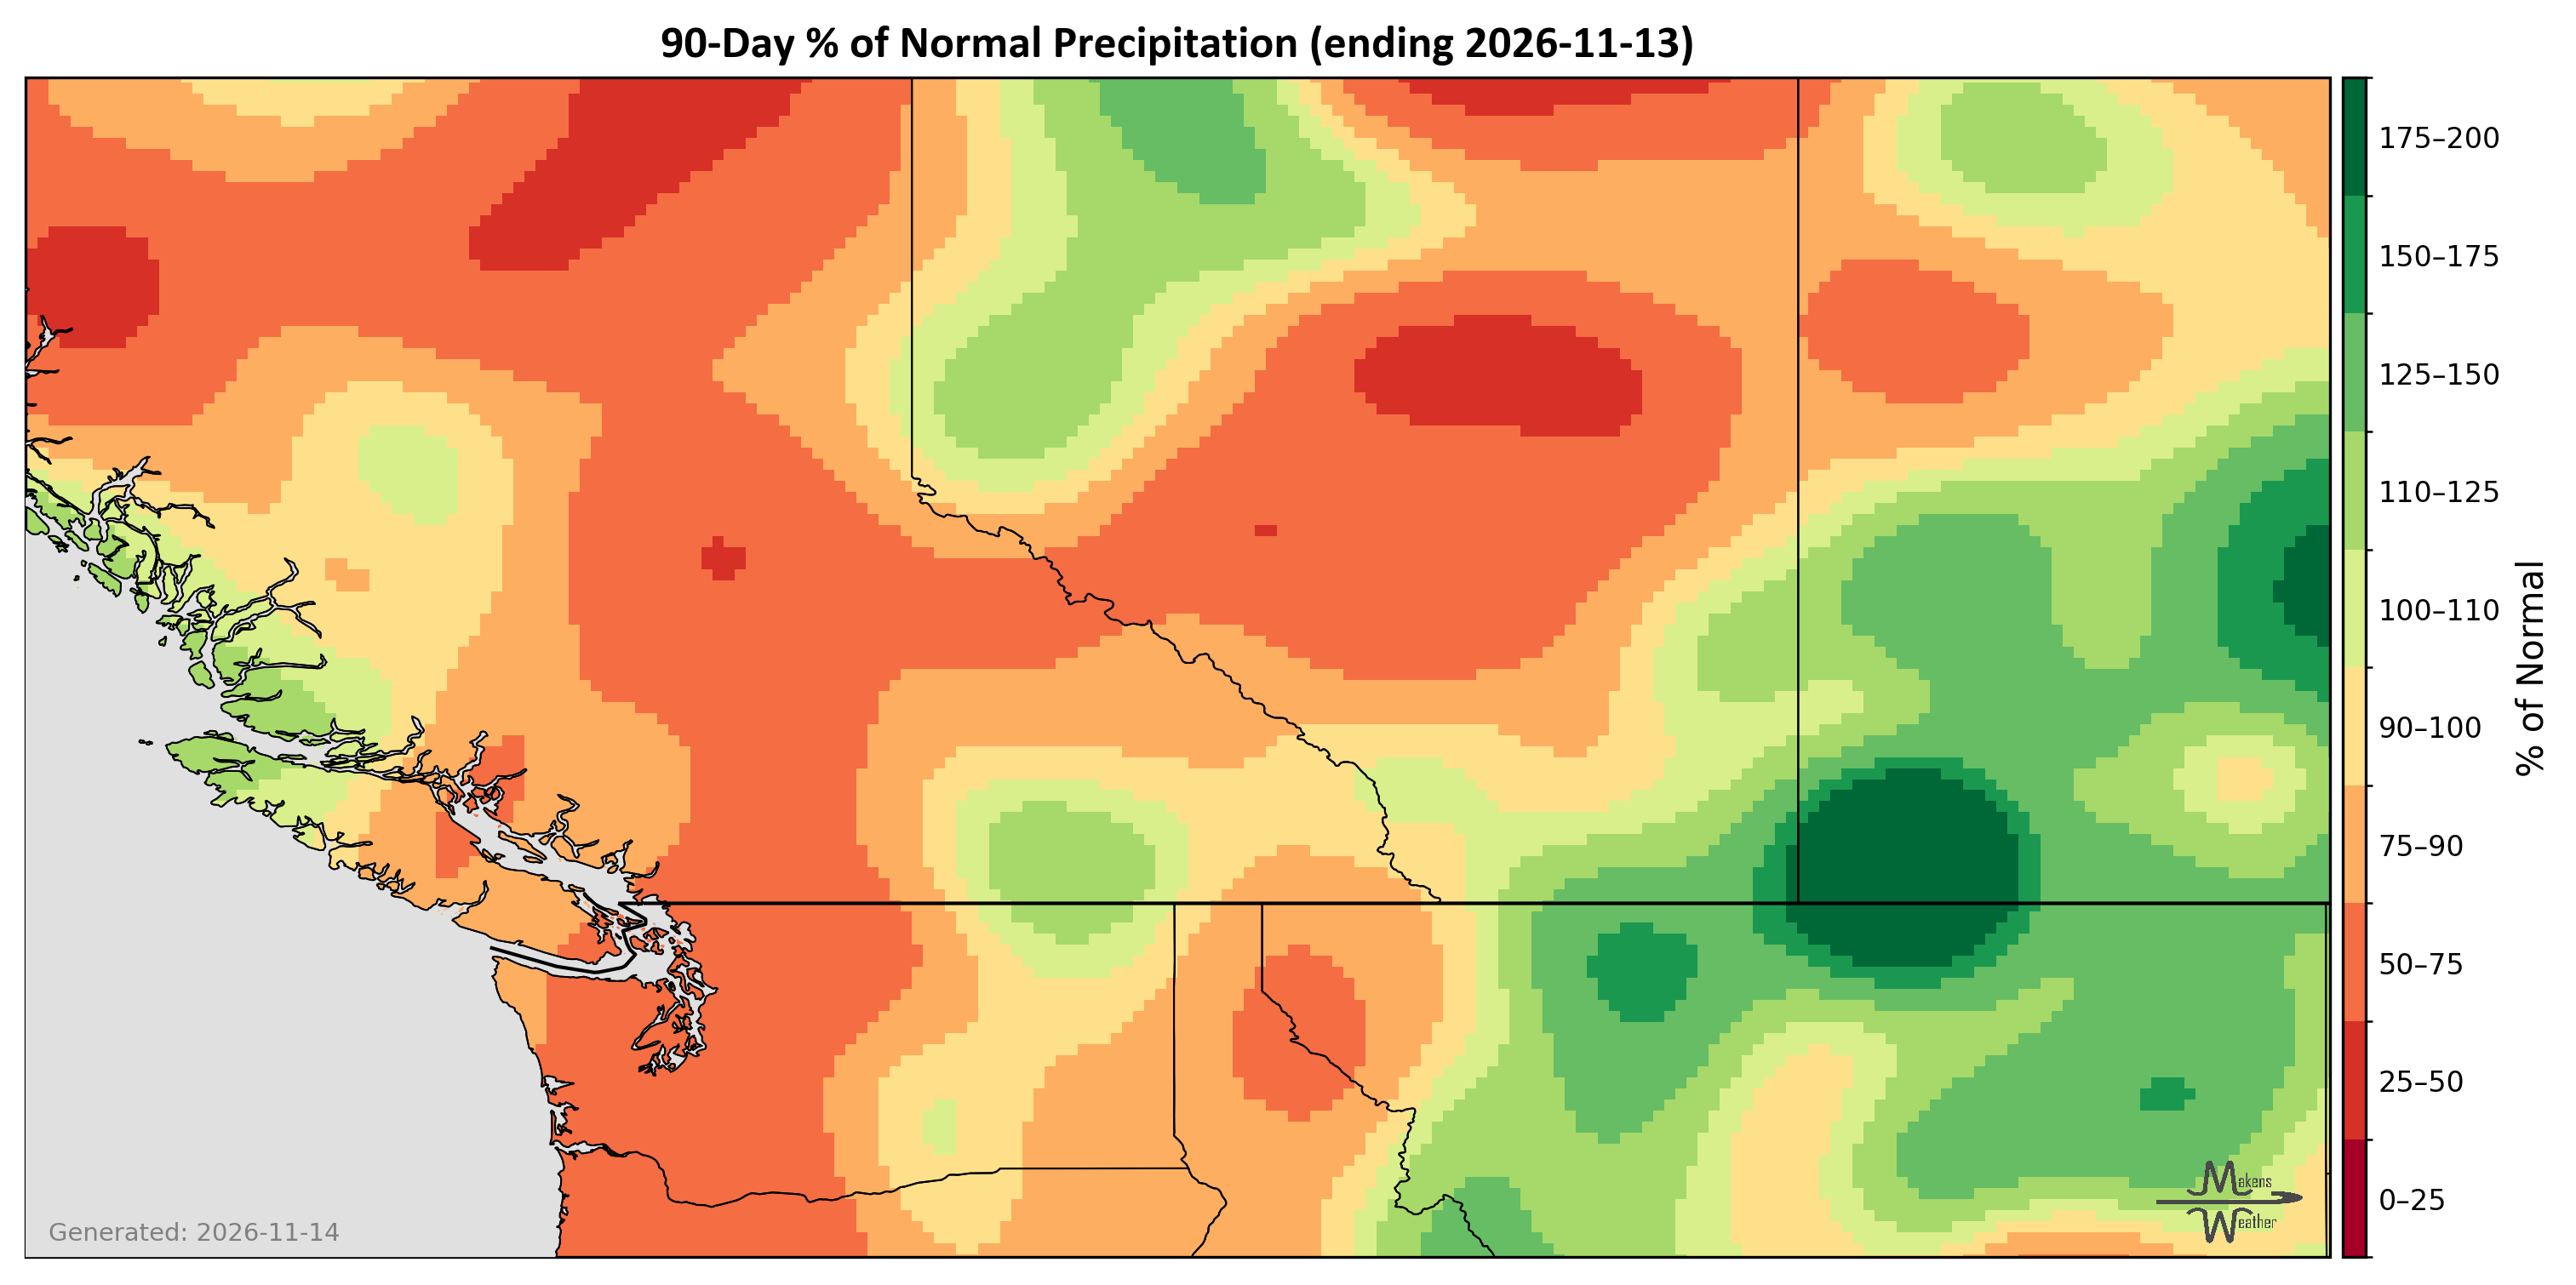 90-Day % of Normal Precipitation (ending 2026-11-13)
175–200
150–175
125–150
110–125
100–110
90–100
75–90
50–75
25–50
0–25
% of Normal
Makens
Weather
Generated: 2026-11-14